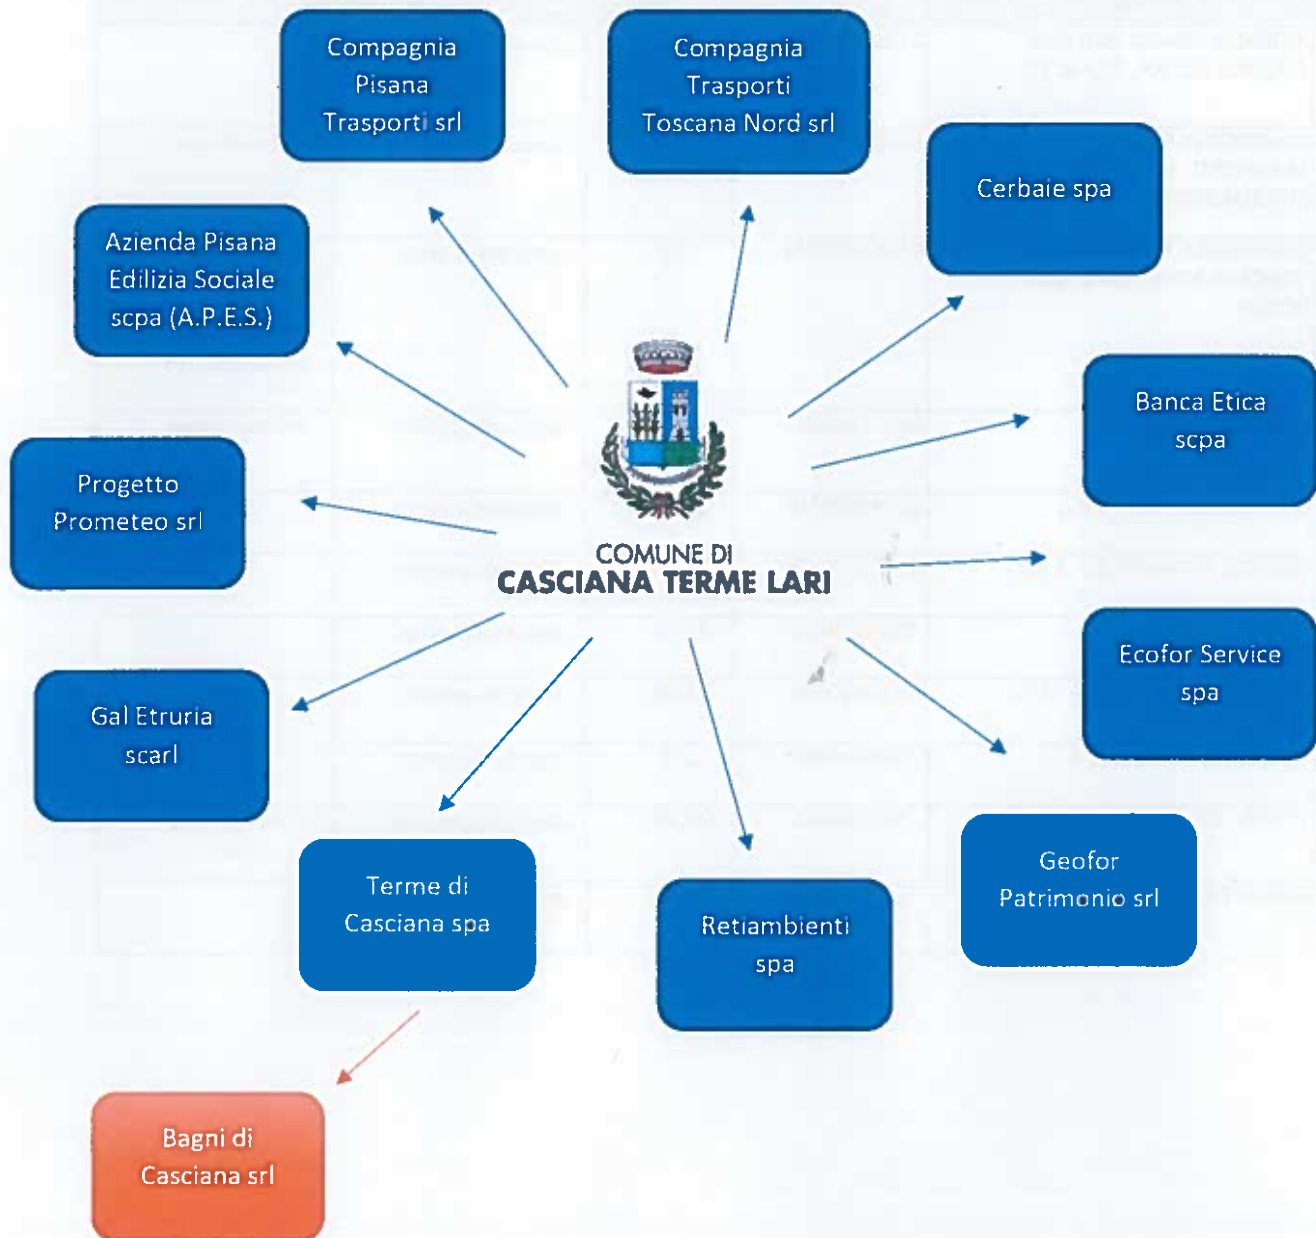 Compagnia
Pisana
Trasporti srl
Compagnia
Trasporti
Toscana Nord srl
Cerbaie spa
Azienda Pisana
Edilizia Sociale
scpa (A.P.E.S.)
Banca Etica
scpa
Progetto
Prometeo srl
COMUNE DI
CASCIANA TERME LARI
Ecofor Service
spa
Gal Etruria
scarl
Geofor
Patrimonio srl
Terme di
Casciana spa
Retiambienti
spa
Bagni di
Casciana srl